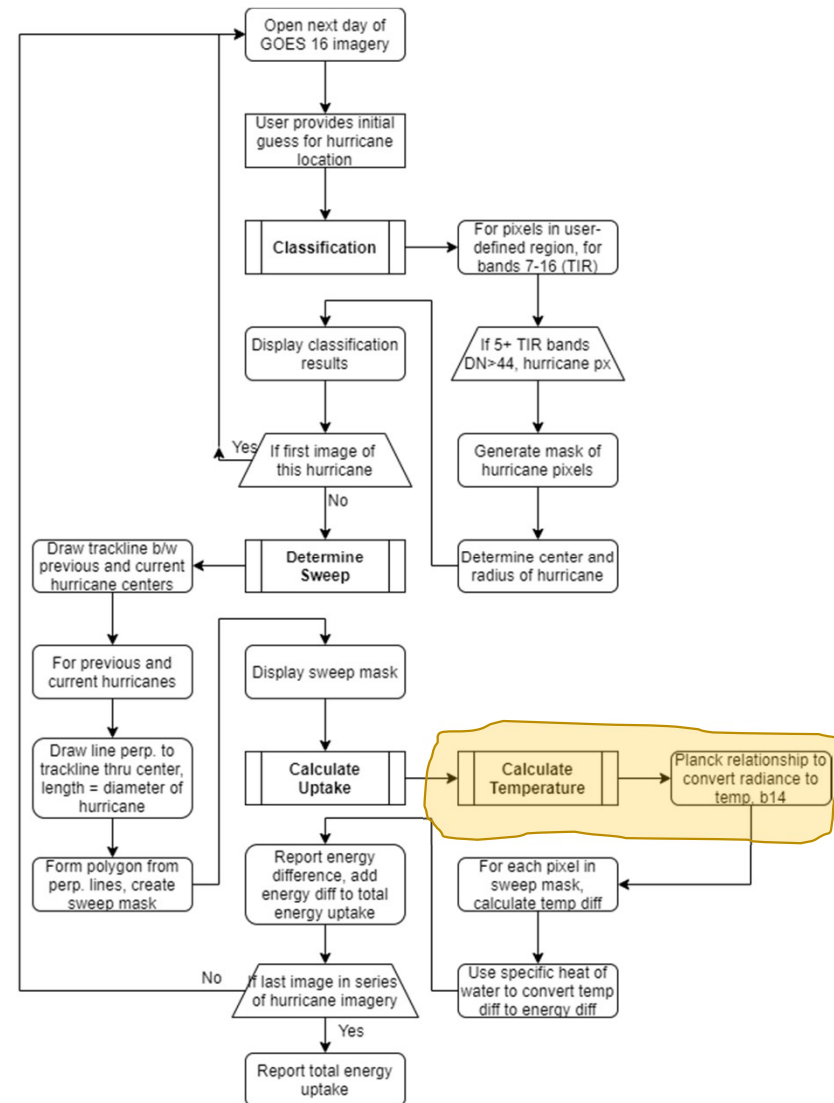 Open next day of
GOES 16 imagery
User provides initial
guess for hurricane
location
Classification
For pixels in user-
defined region, for
bands 7-16 (TIR)
Display classification
results
If 5+ TIR bands
DN>44, hurricane px
Yes
If first image of
this hurricane
Generate mask of
hurricane pixels
No
Draw trackline b/w
previous and current
hurricane centers
Determine
Sweep
Determine center and
radius of hurricane
For previous and
current hurricanes
Display sweep mask
Draw line perp. to
trackline thru center,
length = diameter of
hurricane
Calculate
Uptake
Calculate
Temperature
Planck relationship to
convert radiance to
temp, b14
Form polygon from
perp. lines, create
sweep mask
Report energy
difference, add
energy diff to total
energy uptake
For each pixel in
sweep mask,
calculate temp diff
No
If last image in series
of hurricane imagery
Use specific heat of
water to convert temp
diff to energy diff
Yes
Report total energy
uptake